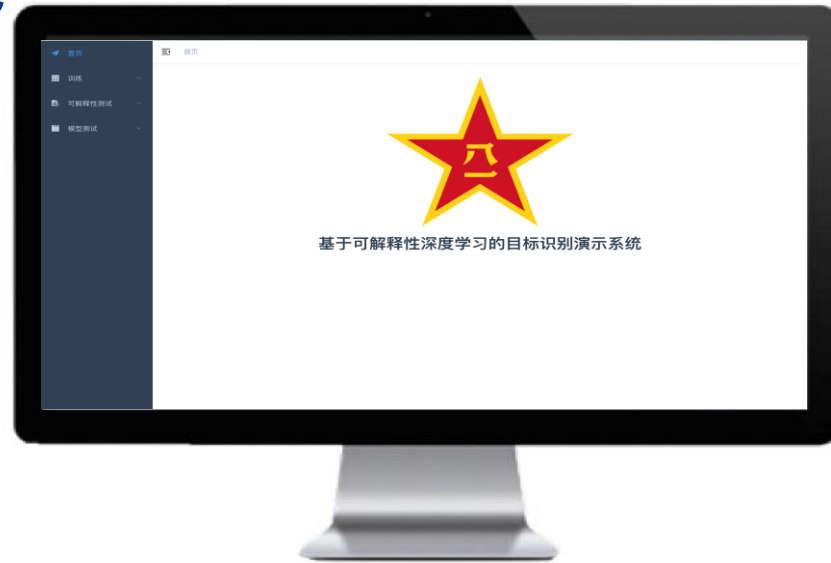 首页
首页
训练
可解释性测试
模型测试
八一
基于可解释性深度学习的目标识别演示系统